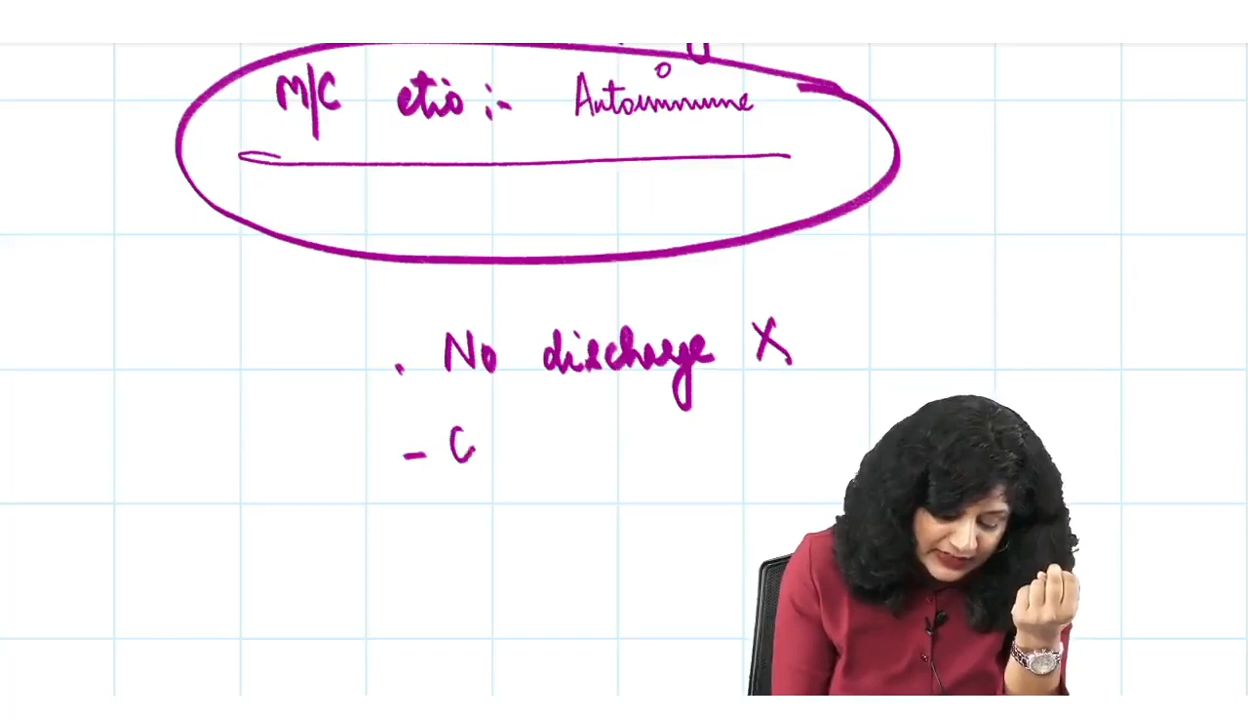 M/C etio :- Autoimmune
. No discharge X
- C